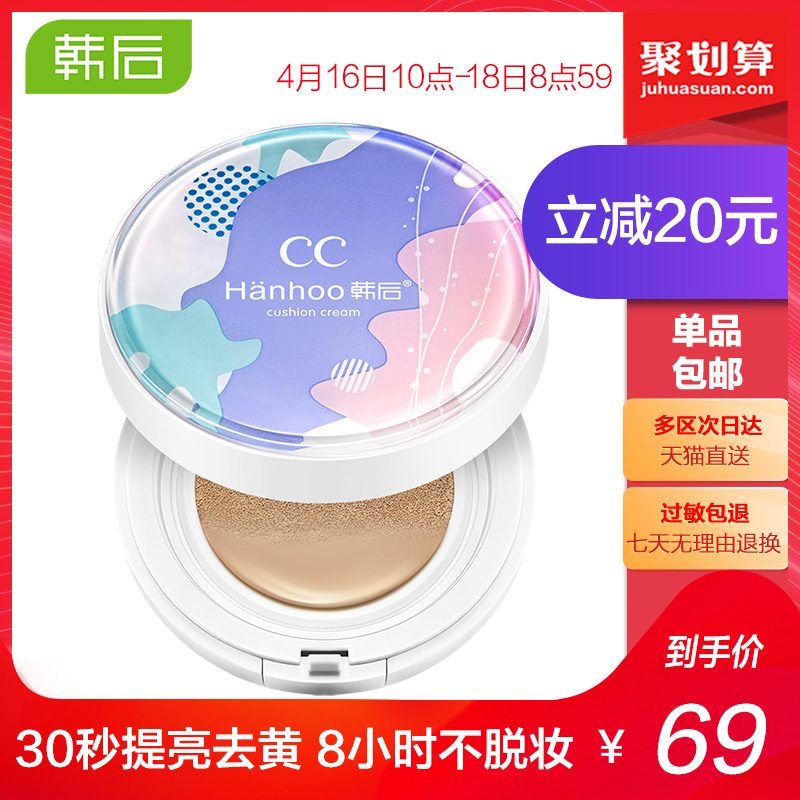 韩后
4月16日10点-18日8点59
聚划算
juhuasuan.com
立减20元
CC
Hänhoo 韩后®
cushion cream
单品
包邮
多区次日达
天猫直送
过敏包退
七天无理由退换
到手价
30秒提亮去黄 8小时不脱妆 ¥ 69